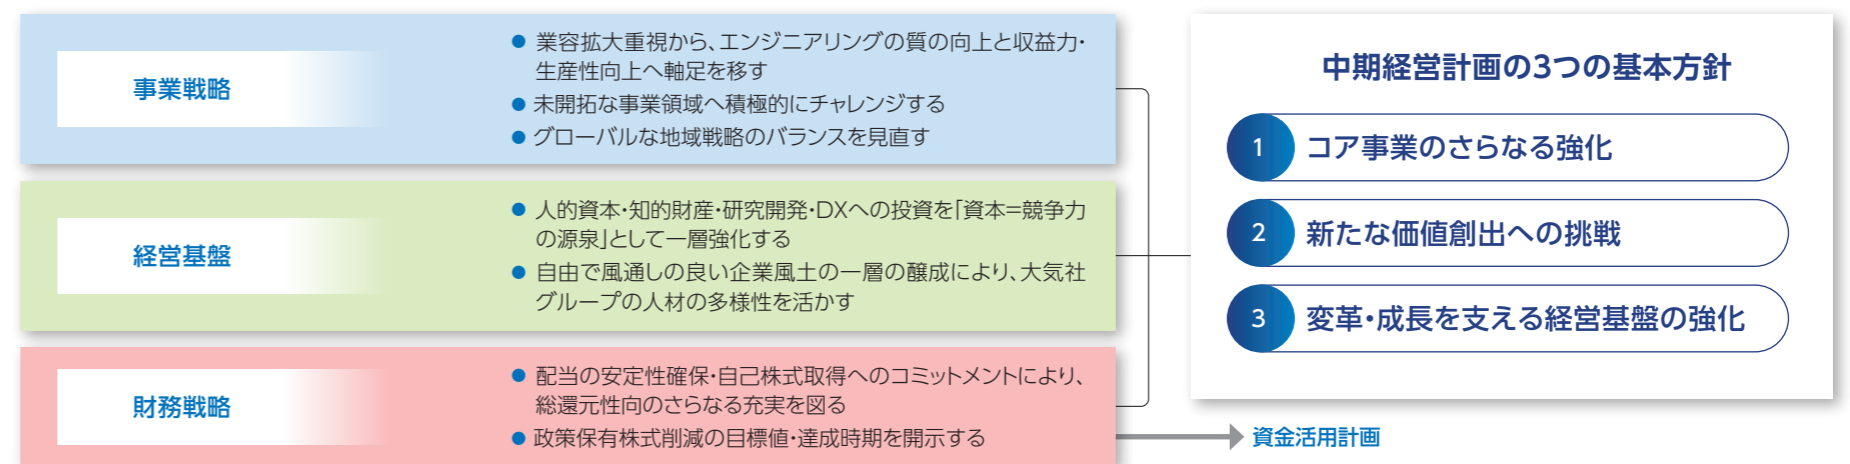 事業戦略
● 業容拡大重視から、エンジニアリングの質の向上と収益力・
生産性向上へ軸足を移す
● 未開拓な事業領域へ積極的にチャレンジする
● グローバルな地域戦略のバランスを見直す
経営基盤
● 人的資本・知的財産・研究開発・DXへの投資を「資本=競争力
の源泉」として一層強化する
● 自由で風通しの良い企業風土の一層の醸成により、大気社
グループの人材の多様性を活かす
財務戦略
● 配当の安定性確保・自己株式取得へのコミットメントにより、
総還元性向のさらなる充実を図る
● 政策保有株式削減の目標値・達成時期を開示する
資金活用計画
中期経営計画の3つの基本方針
1 コア事業のさらなる強化
2 新たな価値創出への挑戦
3 変革・成長を支える経営基盤の強化